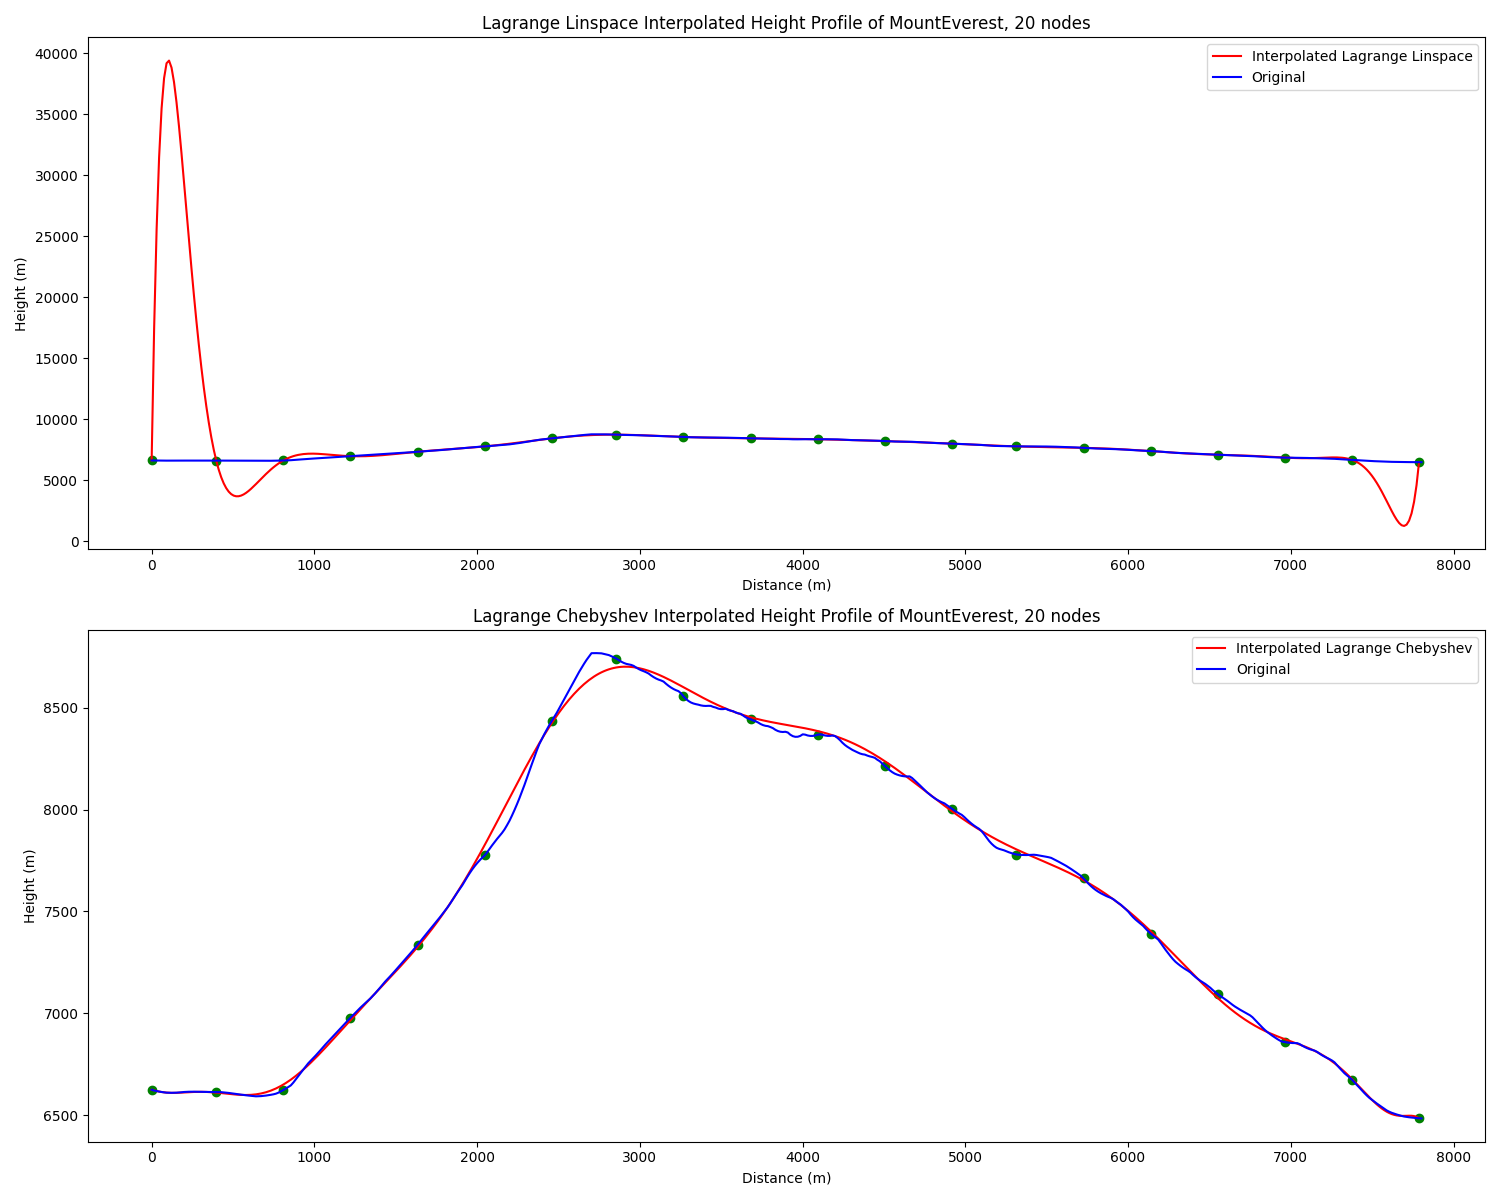 Lagrange Linspace Interpolated Height Profile of MountEverest, 20 nodes
Interpolated Lagrange Linspace
Original
Height (m)
40000
35000
30000
25000
20000
15000
10000
5000
0
0 1000 2000 3000 4000 5000 6000 7000 8000
Distance (m)
Lagrange Chebyshev Interpolated Height Profile of MountEverest, 20 nodes
Interpolated Lagrange Chebyshev
Original
Height (m)
8500
8000
7500
7000
6500
0 1000 2000 3000 4000 5000 6000 7000 8000
Distance (m)